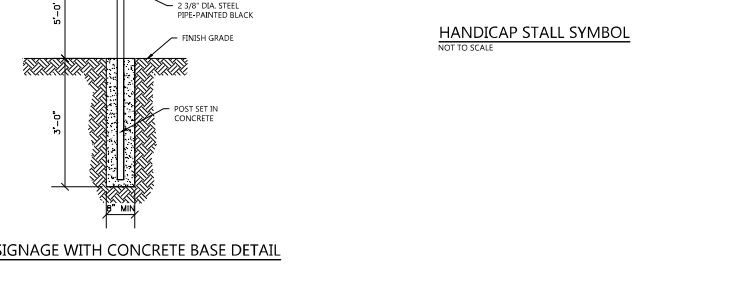 5'-0"
2 3/8" DIA. STEEL
PIPE-PAINTED BLACK
FINISH GRADE
POST SET IN
CONCRETE
3'-0"
8" MIN
SIGNAGE WITH CONCRETE BASE DETAIL
HANDICAP STALL SYMBOL
NOT TO SCALE